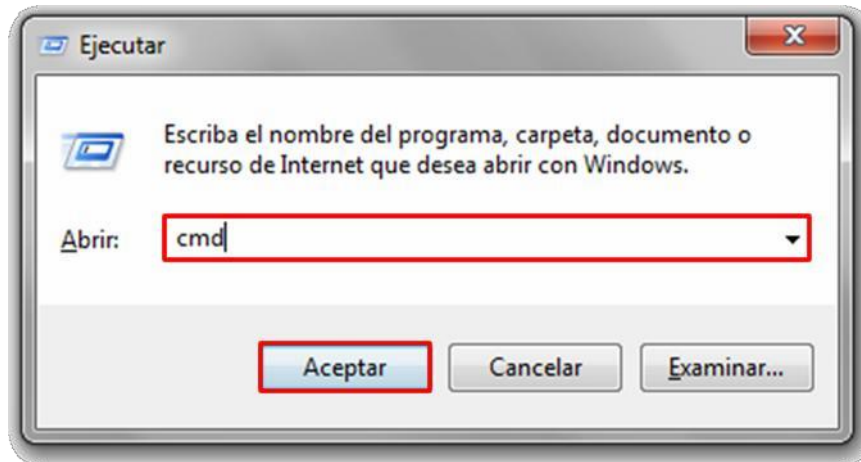 Ejecutar
Escriba el nombre del programa, carpeta, documento o
recurso de Internet que desea abrir con Windows.
Abrir: cmd
Aceptar Cancelar Examinar...